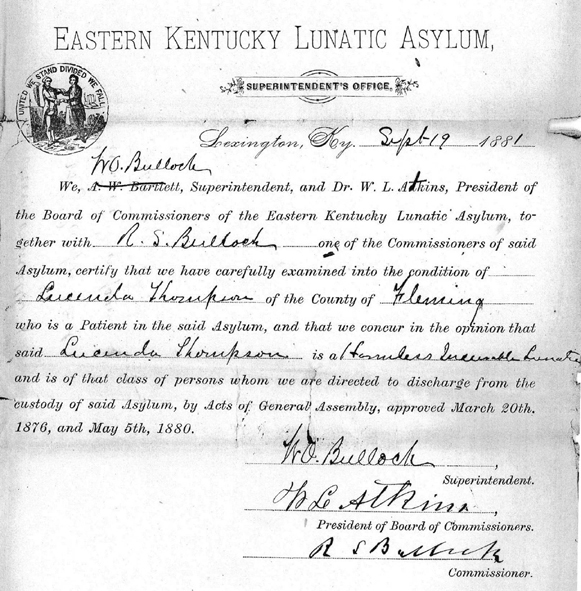 EASTERN KENTUCKY LUNATIC ASYLUM,
UNITED WE STAND DIVIDED WE FALL
SUPERINTENDENT'S OFFICE.
Lexington, Ky. Sept 19 1881
W O. Bullock
We, A. W. Bartlett, Superintendent, and Dr. W. L. Atkins, President of
the Board of Commissioners of the Eastern Kentucky Lunatic Asylum, to-
gether with R. S. Bullock one of the Commissioners of said
Asylum, certify that we have carefully examined into the condition of
Lucenda Thompson of the County of Fleming
who is a Patient in the said Asylum, and that we concur in the opinion that
said Lucenda Thompson is a Harmless Incurable Lunatic
and is of that class of persons whom we are directed to discharge from the
custody of said Asylum, by Acts of General Assembly, approved March 20th.
1876, and May 5th, 1880.
W O. Bullock,
Superintendent.
W L Atkins,
President of Board of Commissioners.
R S Bullock
Commissioner.